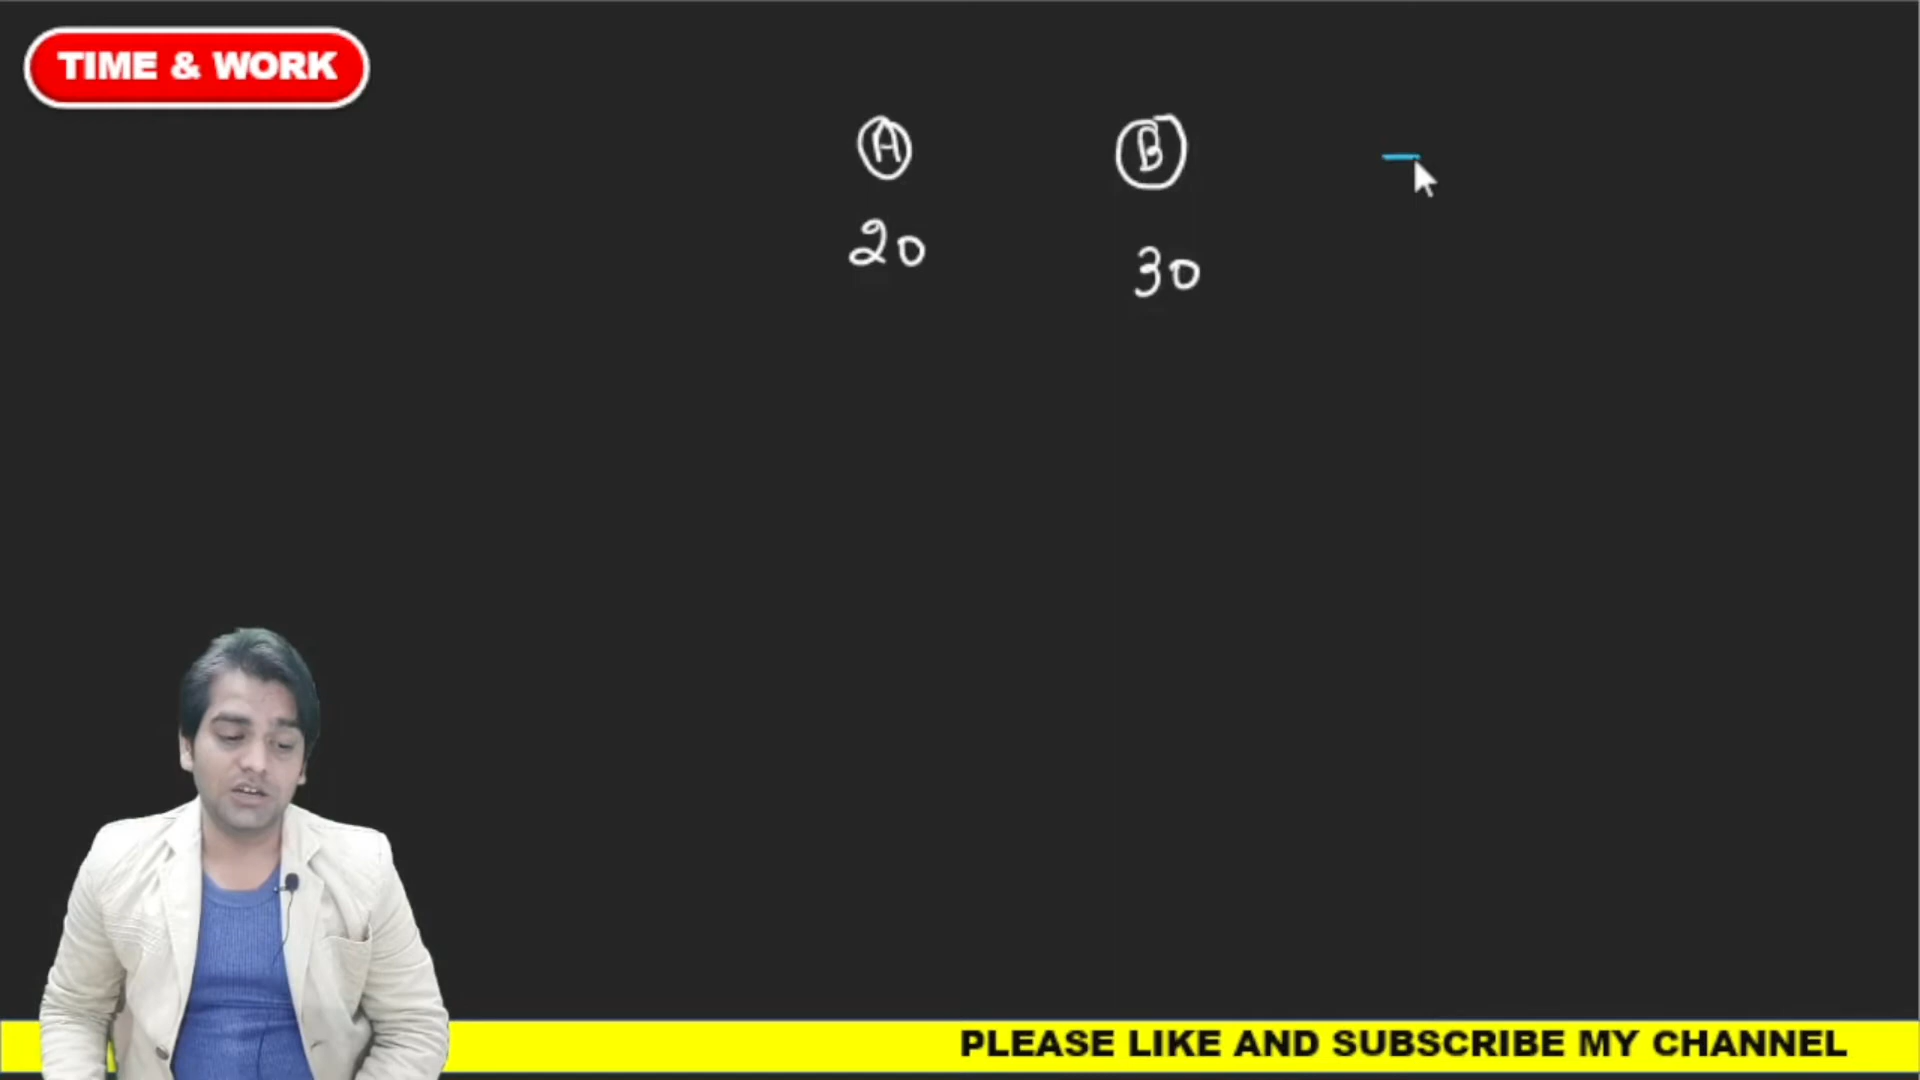 TIME & WORK
A B
20 30
PLEASE LIKE AND SUBSCRIBE MY CHANNEL